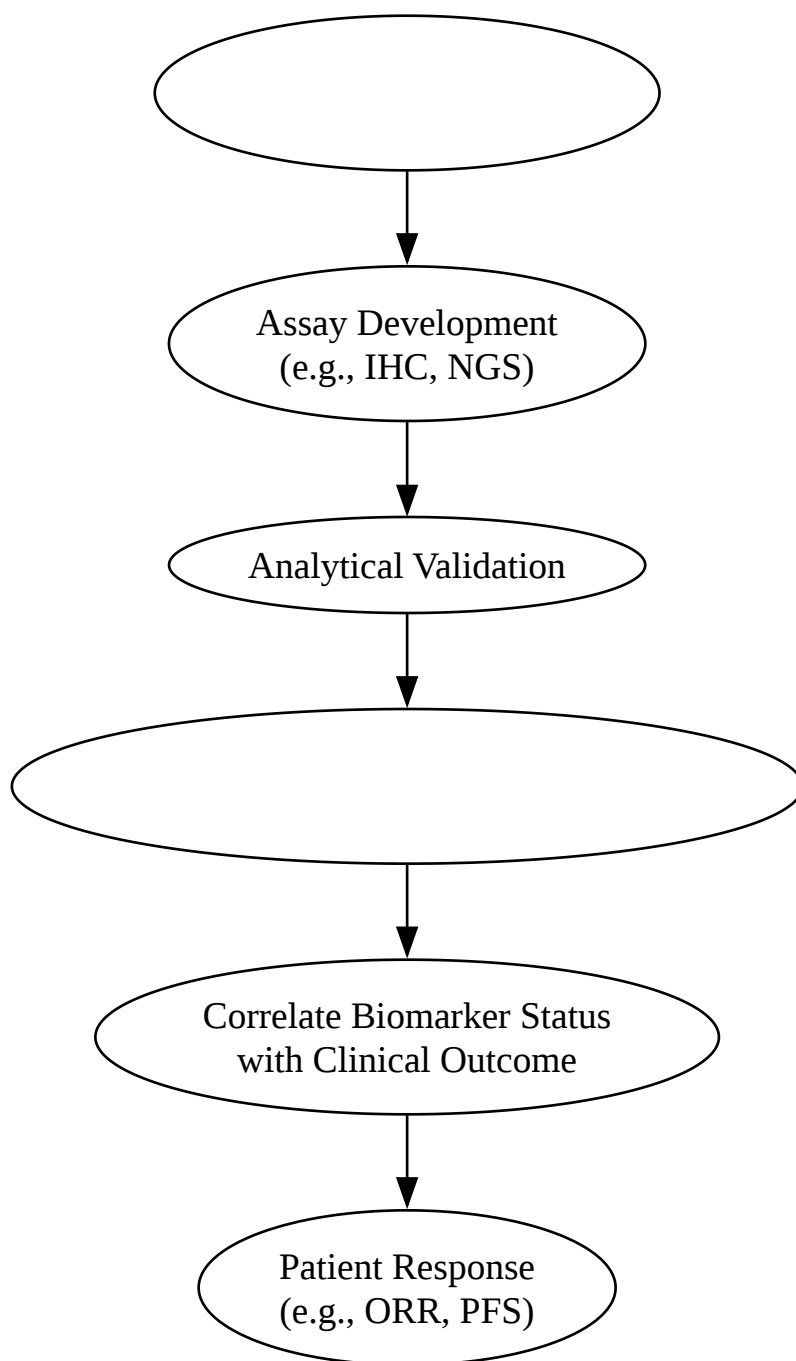 Assay Development
(e.g., IHC, NGS)
Analytical Validation
Correlate Biomarker Status
with Clinical Outcome
Patient Response
(e.g., ORR, PFS)